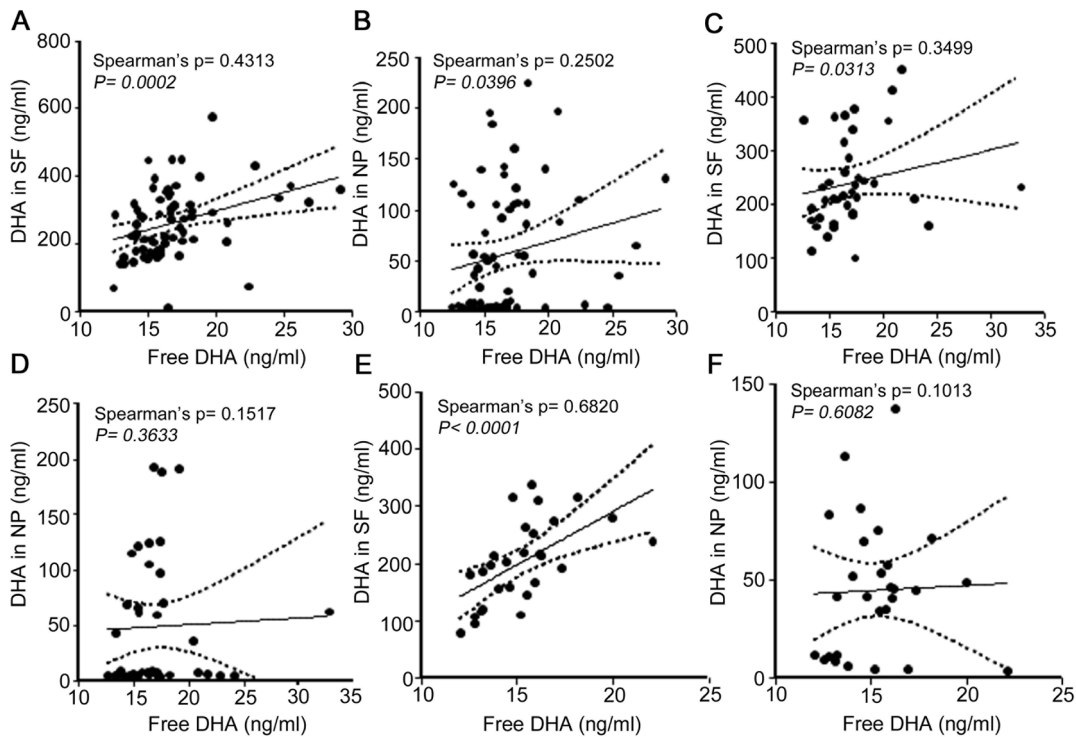 A
Spearman's p= 0.4313
P= 0.0002
DHA in SF (ng/ml)
800
600
400
200
0
10 15 20 25 30
Free DHA (ng/ml)
B
Spearman's p= 0.2502
P= 0.0396
DHA in NP (ng/ml)
250
200
150
100
50
0
10 15 20 25 30
Free DHA (ng/ml)
C
Spearman's p= 0.3499
P= 0.0313
DHA in SF (ng/ml)
500
400
300
200
100
0
10 15 20 25 30 35
Free DHA (ng/ml)
D
Spearman's p= 0.1517
P= 0.3633
DHA in NP (ng/ml)
250
200
150
100
50
0
10 15 20 25 30 35
Free DHA (ng/ml)
E
Spearman's p= 0.6820
P< 0.0001
DHA in SF (ng/ml)
500
400
300
200
100
0
10 15 20 25
Free DHA (ng/ml)
F
Spearman's p= 0.1013
P= 0.6082
DHA in NP (ng/ml)
150
100
50
0
10 15 20 25
Free DHA (ng/ml)